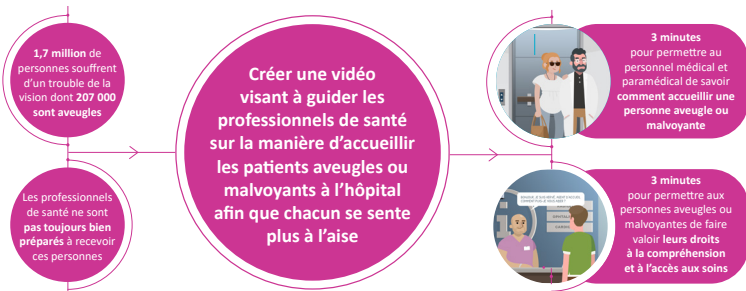 1,7 million de
personnes souffrent
d'un trouble de la
vision dont 207 000
sont aveugles
Les professionnels
de santé ne sont
pas toujours bien
préparés à recevoir
ces personnes
Créer une vidéo
visant à guider les
professionnels de santé
sur la manière d'accueillir
les patients aveugles ou
malvoyants à l'hôpital
afin que chacun se sente
plus à l'aise
3 minutes
pour permettre au
personnel médical et
paramédical de savoir
comment accueillir une
personne aveugle ou
malvoyante
3 minutes
pour permettre aux
personnes aveugles ou
malvoyantes de faire
valoir leurs droits
à la compréhension
et à l'accès aux soins